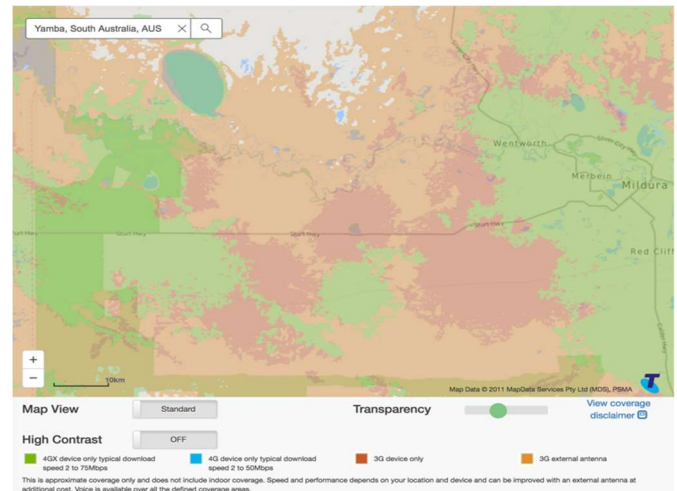 Yamba, South Australia, AUS
Wentworth
Merbein
Mildura
Sturt Hwy
Sturt Hwy
Sturt Hwy
Red Cliff
Calder Hwy
+
−
10km
Map Data © 2011 MapData Services Pty Ltd (MDS), PSMA
Map View
Standard
Transparency
View coverage
disclaimer
High Contrast
OFF
4GX device only typical download
speed 2 to 75Mbps
4G device only typical download
speed 2 to 50Mbps
3G device only
3G external antenna
This is approximate coverage only and does not include indoor coverage. Speed and performance depends on your location and device and can be improved with an external antenna at
additional cost. Voice is available over all the defined coverage areas.